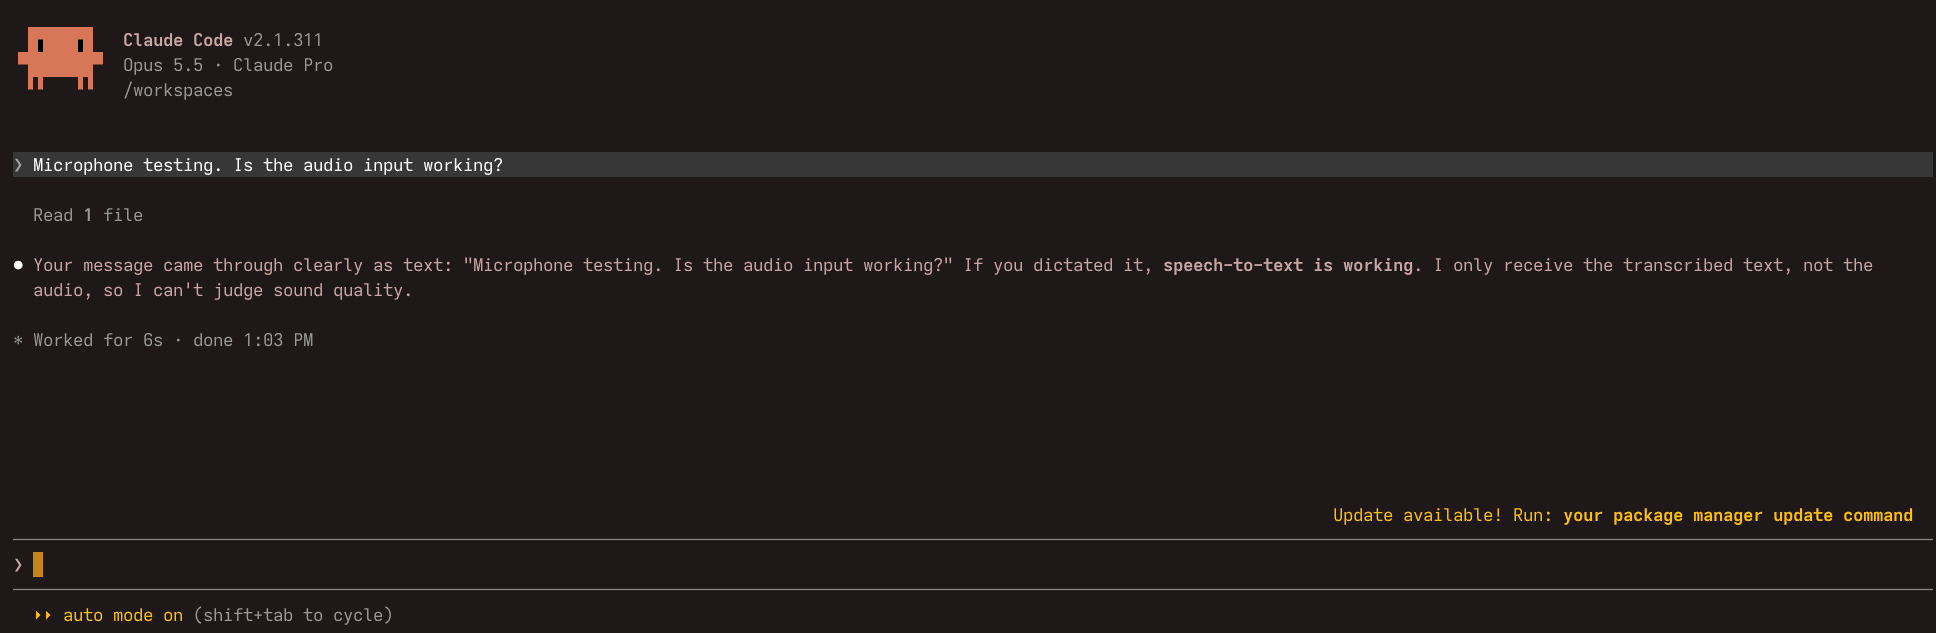 Claude Code v2.1.311
Opus 5.5 · Claude Pro
/workspaces
❯ Microphone testing. Is the audio input working?
Read 1 file
● Your message came through clearly as text: "Microphone testing. Is the audio input working?" If you dictated it, speech-to-text is working. I only receive the transcribed text, not the
audio, so I can't judge sound quality.
* Worked for 6s · done 1:03 PM
Update available! Run: your package manager update command
❯
⏵⏵ auto mode on (shift+tab to cycle)